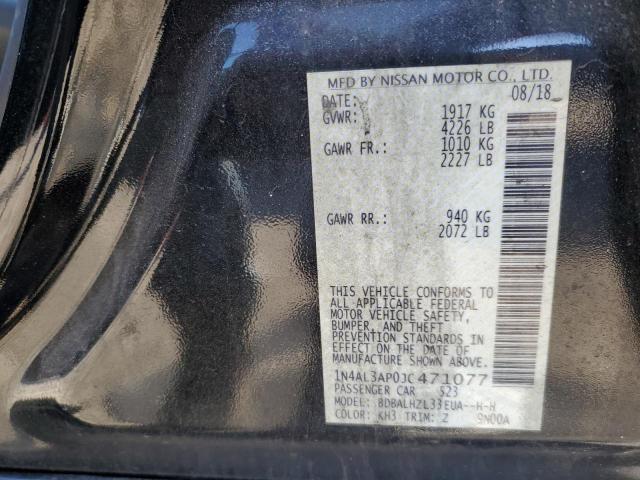 MFD BY NISSAN MOTOR CO., LTD.
DATE: 08/18
GVWR: 1917 KG
4226 LB
GAWR FR.: 1010 KG
2227 LB
GAWR RR.: 940 KG
2072 LB
THIS VEHICLE CONFORMS TO
ALL APPLICABLE FEDERAL
MOTOR VEHICLE SAFETY,
BUMPER, AND THEFT
PREVENTION STANDARDS IN
EFFECT ON THE DATE OF
MANUFACTURE SHOWN ABOVE.
1N4AL3AP0JC471077
PASSENGER CAR S23
MODEL: BDBALHZL33EUA--H-H
COLOR: KH3 TRIM: Z 9N00A